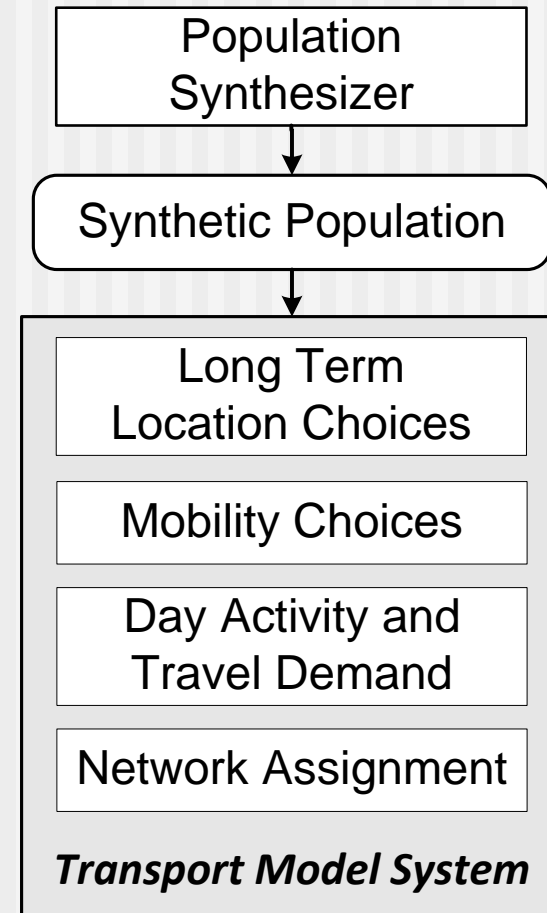 Population
Synthesizer
Synthetic Population
Long Term
Location Choices
Mobility Choices
Day Activity and
Travel Demand
Network Assignment
Transport Model System